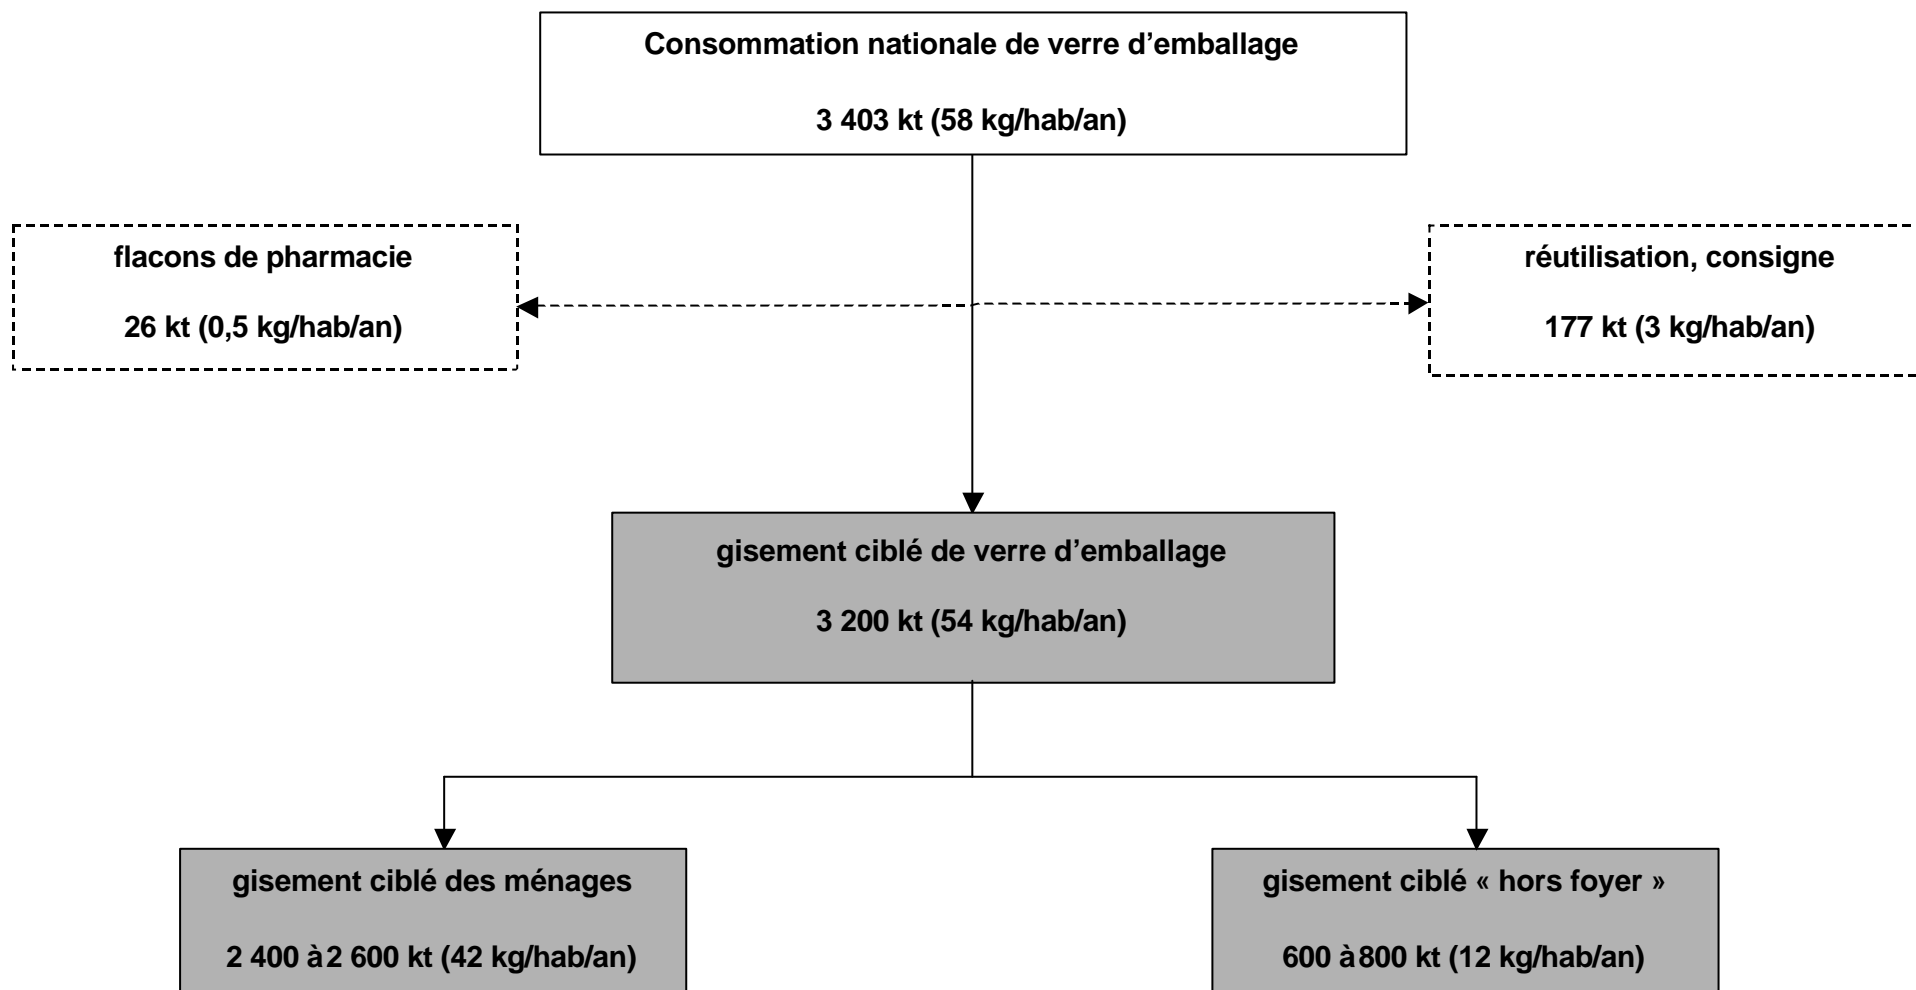 Consommation nationale de verre d’emballage
3 403 kt (58 kg/hab/an)
flacons de pharmacie
26 kt (0,5 kg/hab/an)
réutilisation, consigne
177 kt (3 kg/hab/an)
gisement ciblé de verre d’emballage
3 200 kt (54 kg/hab/an)
gisement ciblé des ménages
2 400 à 2 600 kt (42 kg/hab/an)
gisement ciblé « hors foyer »
600 à 800 kt (12 kg/hab/an)